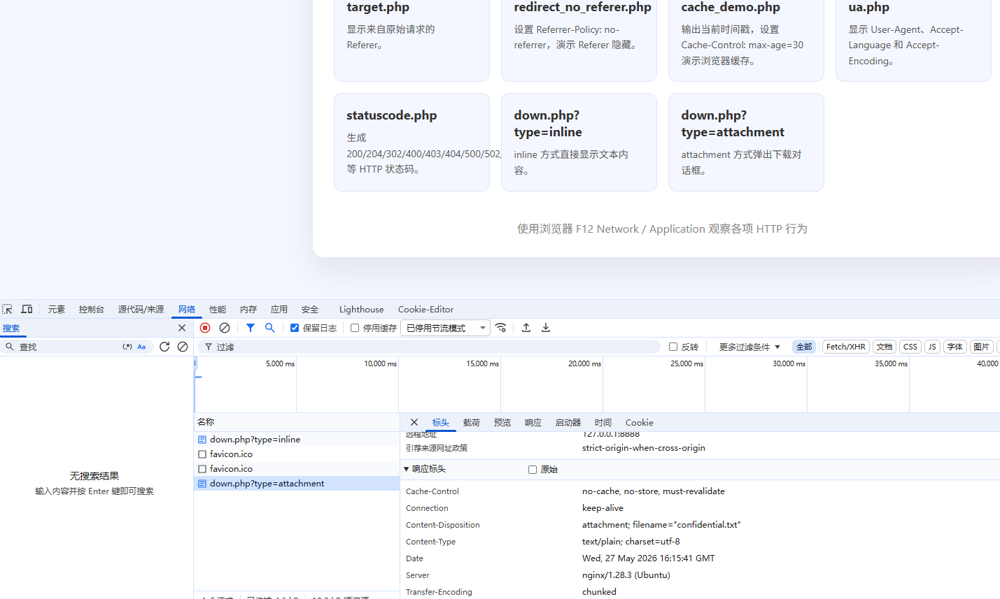 target.php
显示来自原始请求的
Referer。
redirect_no_referer.php
设置 Referrer-Policy: no-
referrer，演示 Referer 隐藏。
cache_demo.php
输出当前时间戳，设置
Cache-Control: max-age=30
演示浏览器缓存。
ua.php
显示 User-Agent、Accept-
Language 和 Accept-
Encoding。
statuscode.php
生成
200/204/302/400/403/404/500/502,
等 HTTP 状态码。
down.php?
type=inline
inline 方式直接显示文本内
容。
down.php?
type=attachment
attachment 方式弹出下载对
话框。
使用浏览器 F12 Network / Application 观察各项 HTTP 行为
元素 控制台 源代码/来源 网络 性能 内存 应用 安全 Lighthouse Cookie-Editor
搜索
保留日志 停用缓存 已停用节流模式
查找 (.*) Aa
过滤 反转 更多过滤条件 全部 Fetch/XHR 文档 CSS JS 字体 图片
5,000 ms 10,000 ms 15,000 ms 20,000 ms 25,000 ms 30,000 ms 35,000 ms 40,000
无搜索结果
输入内容并按 Enter 键即可搜索
名称
down.php?type=inline
favicon.ico
favicon.ico
down.php?type=attachment
标头 载荷 预览 响应 启动器 时间 Cookie
远程地址 127.0.0.1:8888
引荐来源网址政策 strict-origin-when-cross-origin
响应标头 原始
Cache-Control no-cache, no-store, must-revalidate
Connection keep-alive
Content-Disposition attachment; filename="confidential.txt"
Content-Type text/plain; charset=utf-8
Date Wed, 27 May 2026 16:15:41 GMT
Server nginx/1.28.3 (Ubuntu)
Transfer-Encoding chunked